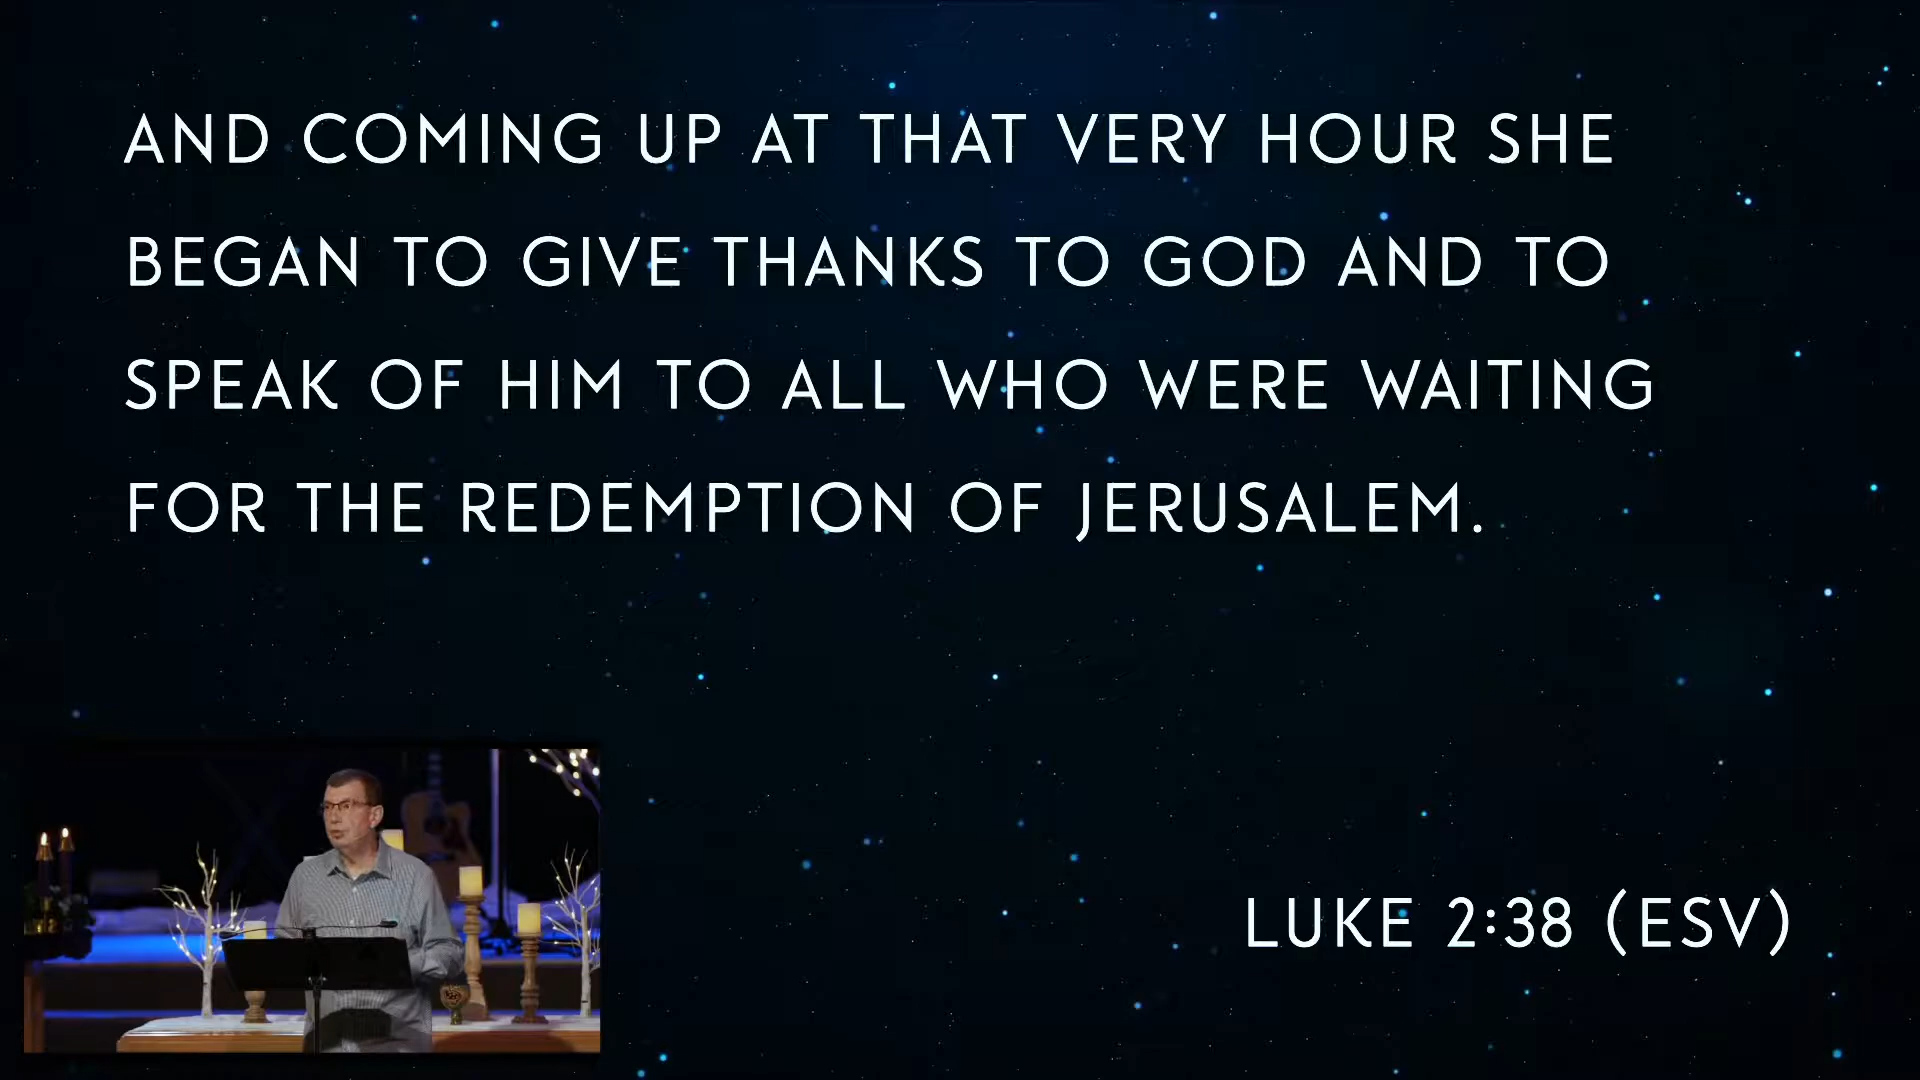 AND COMING UP AT THAT VERY HOUR SHE
BEGAN TO GIVE THANKS TO GOD AND TO
SPEAK OF HIM TO ALL WHO WERE WAITING
FOR THE REDEMPTION OF JERUSALEM.
LUKE 2:38 (ESV)